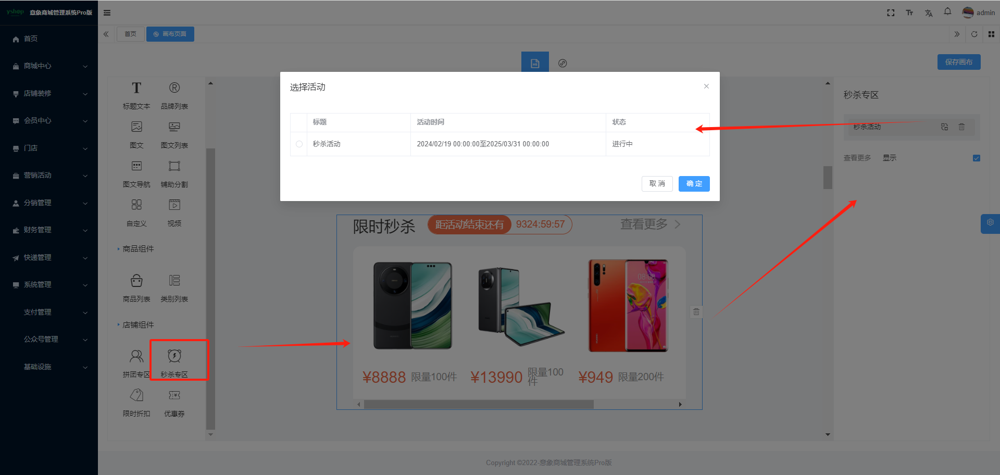 yshop 意象商城管理系统Pro版
admin
首页
商城中心
店铺装修
会员中心
门店
营销活动
分销管理
财务管理
快递管理
系统管理
支付管理
公众号管理
基础设施
首页 画布页面
保存画布
标题文本 品牌列表
图文 图文列表
图文导航 辅助分割
自定义 视频
商品组件
商品列表 类别列表
店铺组件
拼团专区 秒杀专区
限时折扣 优惠券
选择活动
标题 活动时间 状态
秒杀活动 2024/02/19 00:00:00至2025/03/31 00:00:00 进行中
取 消 确 定
限时秒杀 距活动结束还有 9324:59:57 查看更多
08:08
¥8888 限量100件
¥13990 限量100件
¥949 限量200件
秒杀专区
秒杀活动
查看更多 显示
Copyright ©2022-意象商城管理系统Pro版